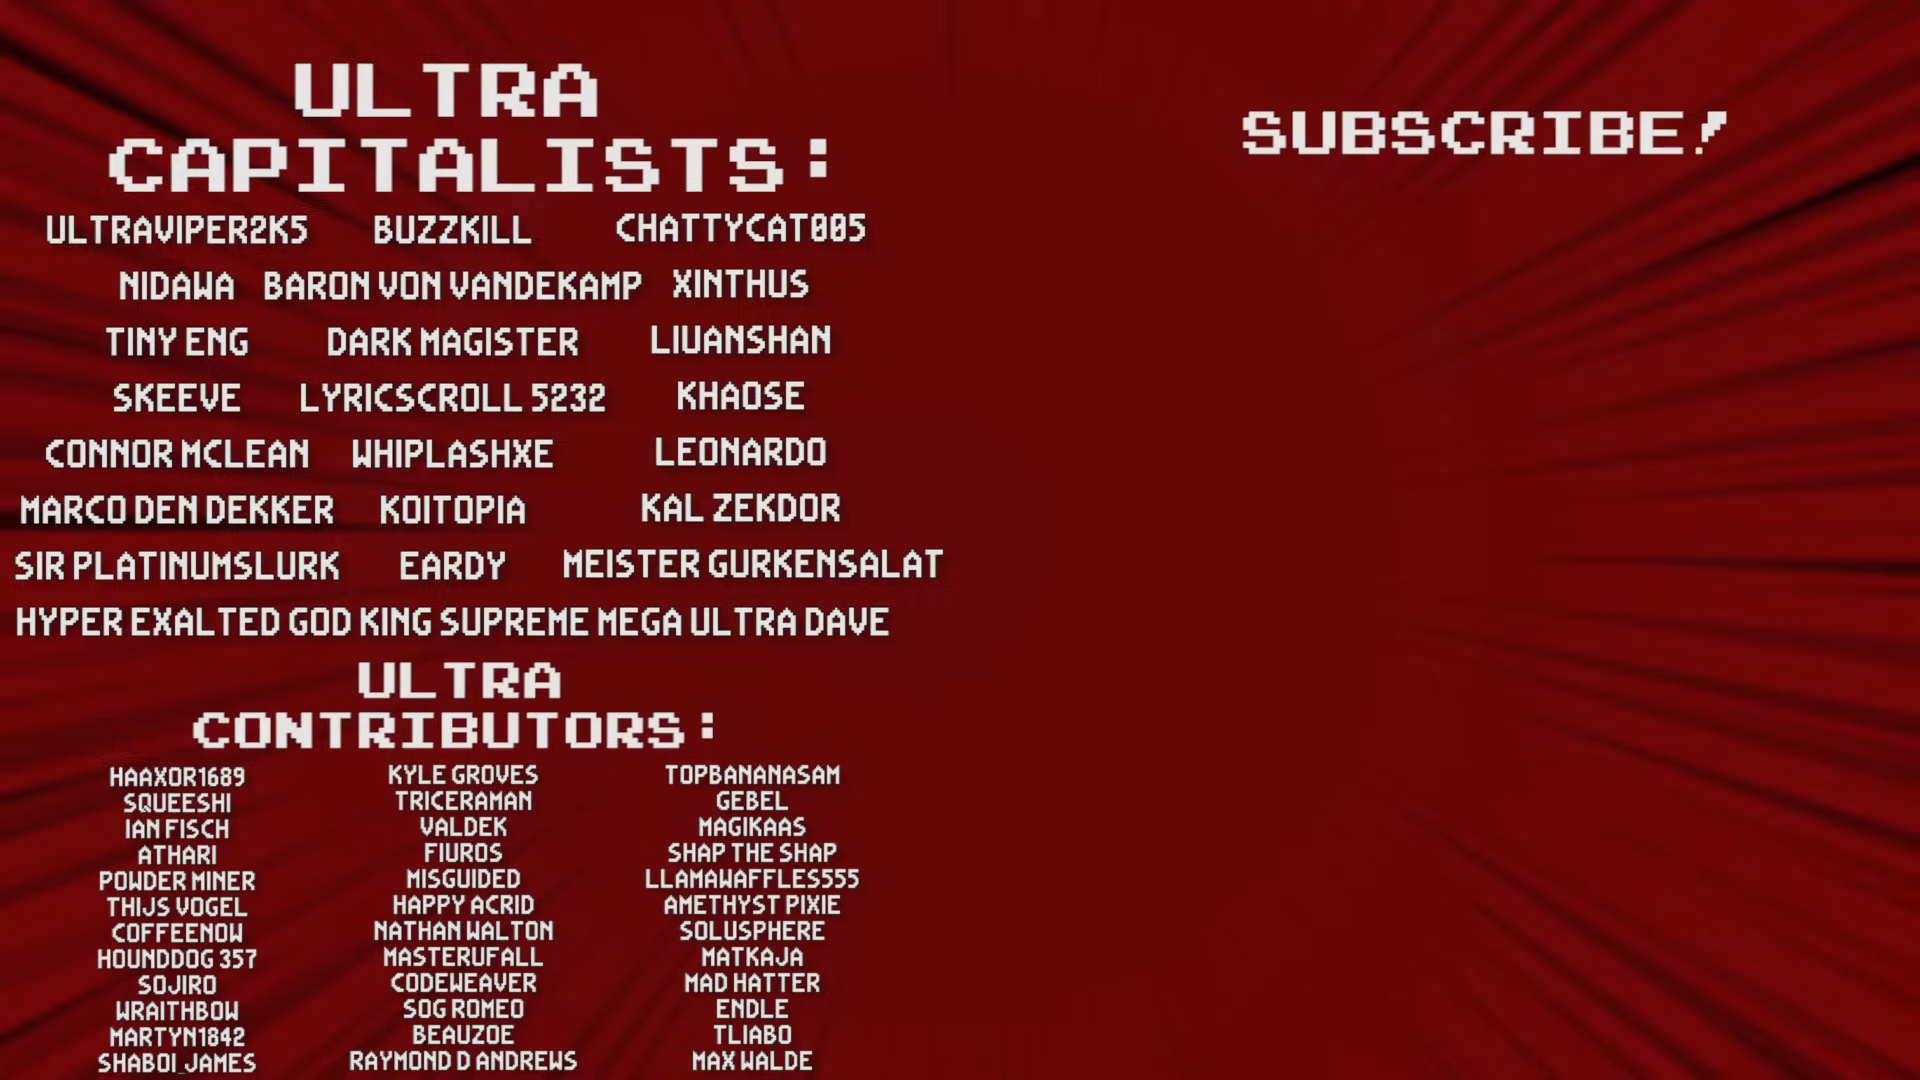 ULTRA
CAPITALISTS:
SUBSCRIBE!
ULTRAVIPER2K5 BUZZKILL CHATTYCAT005
NIDAWA BARON VON VANDEKAMP XINTHUS
TINY ENG DARK MAGISTER LIUANSHAN
SKEEVE LYRICSCROLL 5232 KHAOSE
CONNOR MCLEAN WHIPLASHXE LEONARDO
MARCO DEN DEKKER KOITOPIA KAL ZEKDOR
SIR PLATINUMSLURK EARDY MEISTER GURKENSALAT
HYPER EXALTED GOD KING SUPREME MEGA ULTRA DAVE
ULTRA
CONTRIBUTORS:
HAAXOR1689 KYLE GROVES TOPBANANASAM
SQUEESHI TRICERAMAN GEBEL
IAN FISCH VALDEK MAGIKAAS
ATHARI FIUROS SHAP THE SHAP
POWDER MINER MISGUIDED LLAMAWAFFLES555
THIJS VOGEL HAPPY ACRID AMETHYST PIXIE
COFFEENOW NATHAN WALTON SOLUSPHERE
HOUNDDOG 357 MASTERUFALL MATKAJA
SOJIRO CODEWEAVER MAD HATTER
WRAITHBOW SOG ROMEO ENDLE
MARTYN1842 BEAUZOE TLIABO
SHABOI_JAMES RAYMOND D ANDREWS MAX WALDE